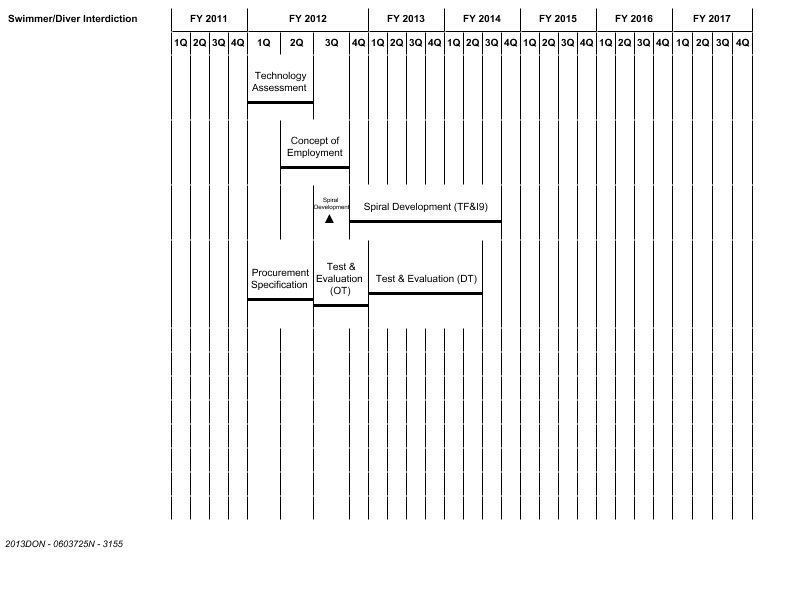 Swimmer/Diver Interdiction FY 2011 FY 2012 FY 2013 FY 2014 FY 2015 FY 2016 FY 2017
1Q 2Q 3Q 4Q 1Q 2Q 3Q 4Q 1Q 2Q 3Q 4Q 1Q 2Q 3Q 4Q 1Q 2Q 3Q 4Q 1Q 2Q 3Q 4Q 1Q 2Q 3Q 4Q
Technology
Assessment
Concept of
Employment
Spiral
Development
Spiral Development (TF&I9)
Procurement
Specification
Test &
Evaluation
(OT)
Test & Evaluation (DT)
2013DON - 0603725N - 3155